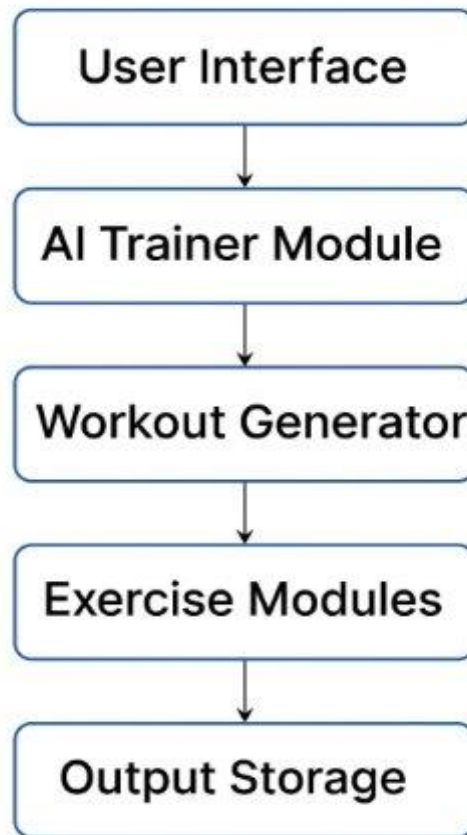 User Interface
AI Trainer Module
Workout Generator
Exercise Modules
Output Storage